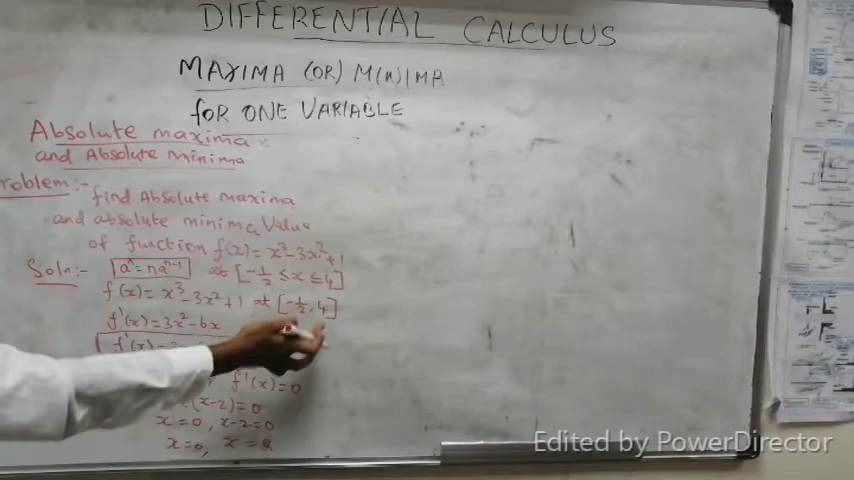 DIFFERENTIAL CALCULUS
MAXIMA (OR) MINIMA
for ONE VARIABLE
Absolute maxima
and Absolute minima
roblem:- find Absolute maxima
and absolute minima Value
of function f(x)=x³-3x²+1
Soln:- aⁿ=naⁿ⁻¹ at [-1/2 ≤ x ≤ 4]
f(x)=x³-3x²+1 at [-1/2, 4]
f'(x)=3x²-6x
f'(x)=3
f'(x)=0
(x-2)=0
x=0, x-2=0
x=0, x=2
Edited by PowerDirector